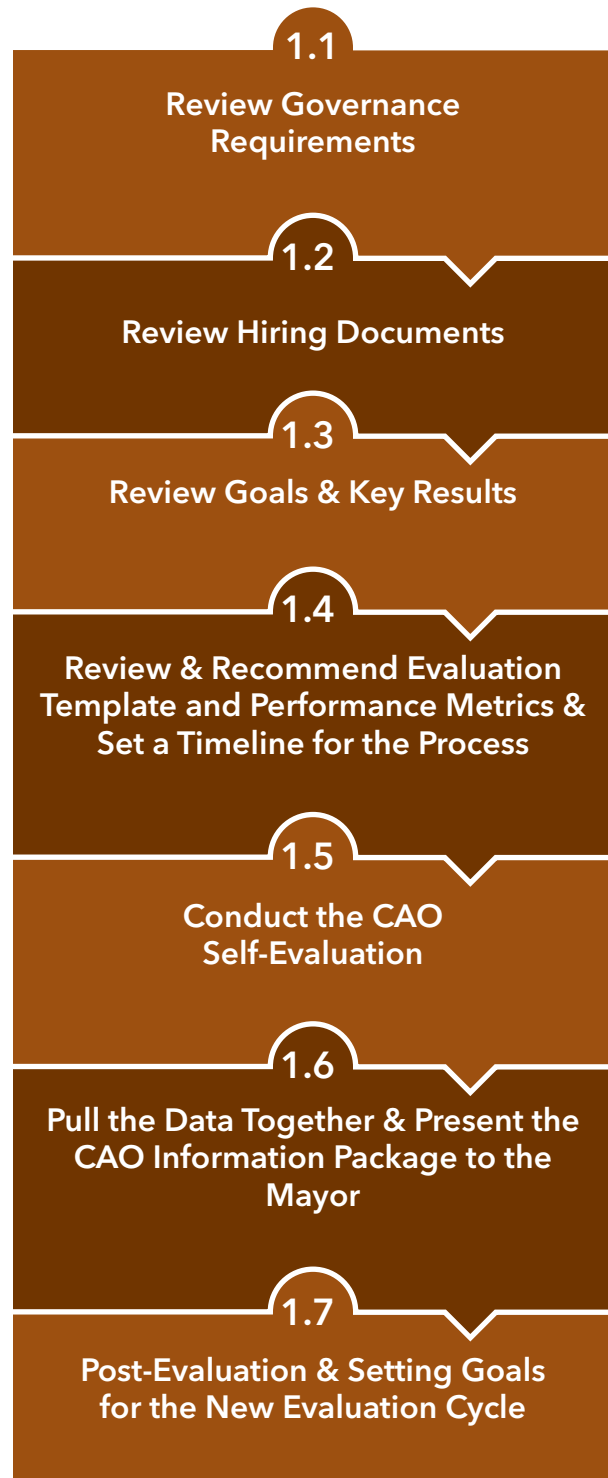 1.1
Review Governance
Requirements
1.2
Review Hiring Documents
1.3
Review Goals & Key Results
1.4
Review & Recommend Evaluation
Template and Performance Metrics &
Set a Timeline for the Process
1.5
Conduct the CAO
Self-Evaluation
1.6
Pull the Data Together & Present the
CAO Information Package to the
Mayor
1.7
Post-Evaluation & Setting Goals
for the New Evaluation Cycle